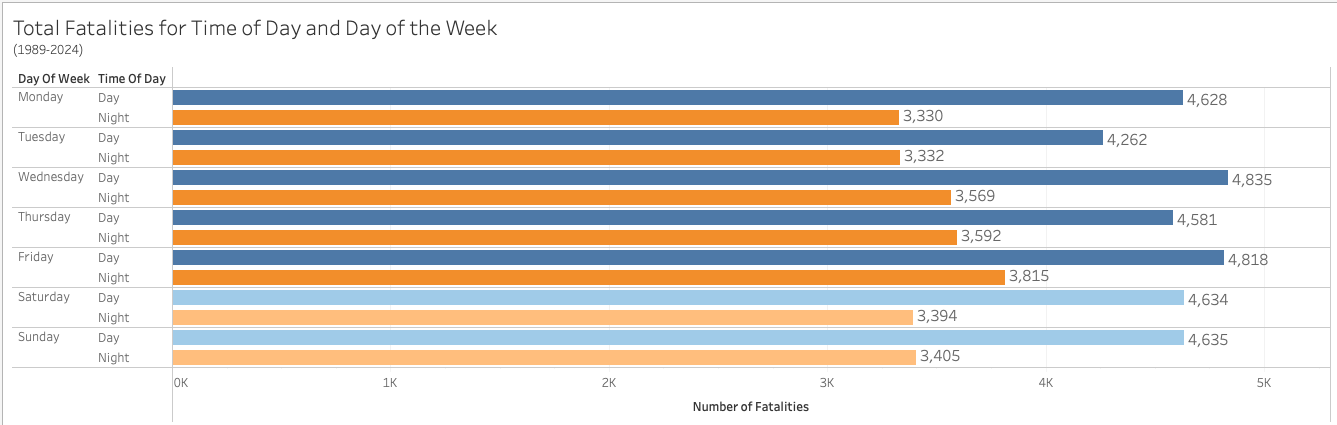 Total Fatalities for Time of Day and Day of the Week
(1989-2024)
Day Of Week Time Of Day
Monday Day 4,628
Night 3,330
Tuesday Day 4,262
Night 3,332
Wednesday Day 4,835
Night 3,569
Thursday Day 4,581
Night 3,592
Friday Day 4,818
Night 3,815
Saturday Day 4,634
Night 3,394
Sunday Day 4,635
Night 3,405
0K 1K 2K 3K 4K 5K
Number of Fatalities